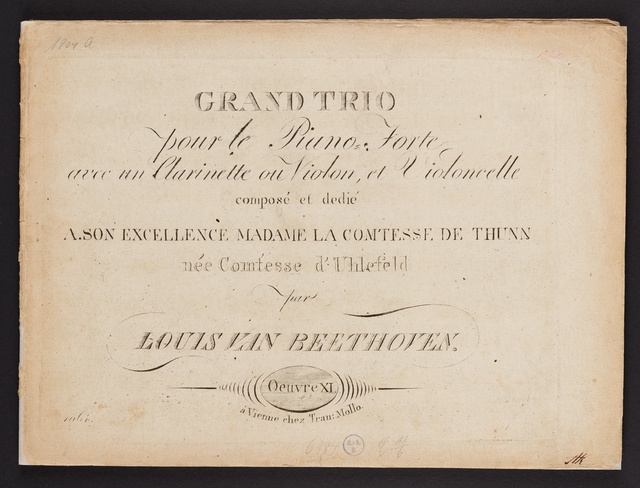 GRAND TRIO
pour le Piano-Forte
avec un Clarinette ou Violon, et Violoncelle
composé et dedié
A SON EXCELLENCE MADAME LA COMTESSE DE THUNN
née Comtesse d'Uhlefeld
par
LOUIS VAN BEETHOVEN.
Oeuvre XI.
à Vienne chez Tran: Mollo.